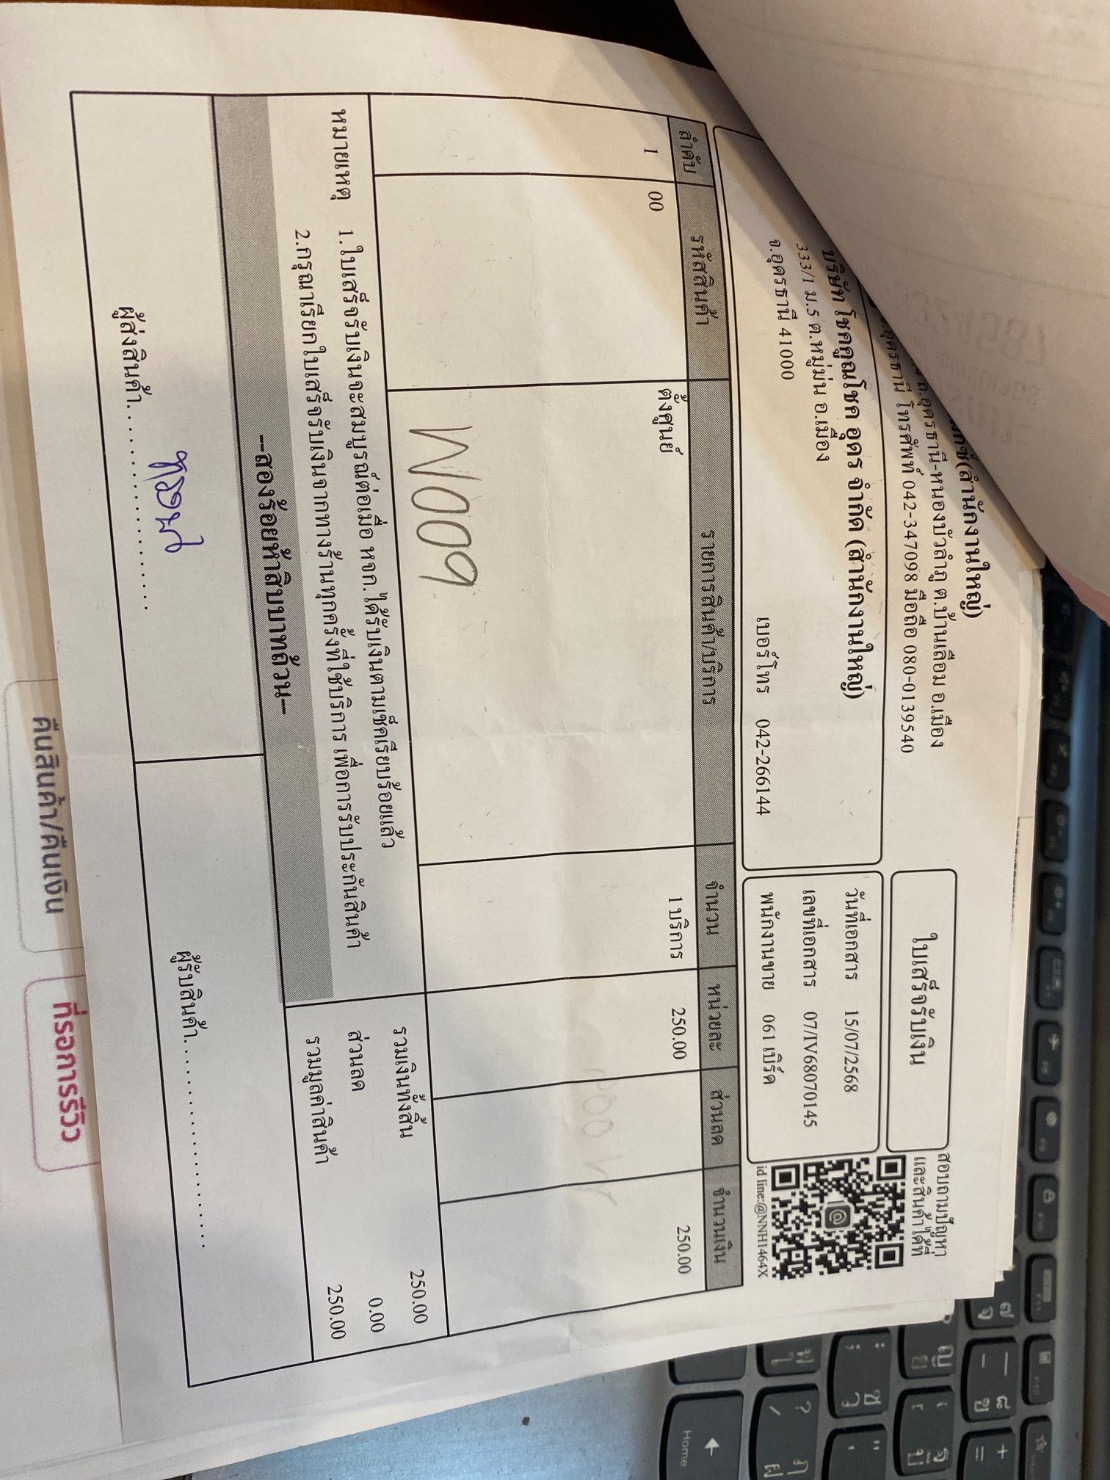 (สำนักงานใหญ่)
ถ.อุดรธานี-หนองบัวลำภู ต.บ้านเลื่อม อ.เมือง
จ.อุดรธานี โทรศัพท์ 042-347098 มือถือ 080-0139540
ใบเสร็จรับเงิน
สอบถามปัญหา
และสินค้าได้ที่
id line:@NNH1464X
บริษัท โชคคูณโชค อุดร จำกัด (สำนักงานใหญ่)
333/1 ม.5 ต.หมูม่น อ.เมือง
จ.อุดรธานี 41000
เบอร์โทร 042-266144
วันที่เอกสาร 15/07/2568
เลขที่เอกสาร 07/IV68070145
พนักงานขาย 061 เบิร์ด
ลำดับ รหัสสินค้า รายการสินค้า/บริการ จำนวน หน่วยละ ส่วนลด จำนวนเงิน
1 00 ตั้งศูนย์ 1 บริการ 250.00 250.00
N009
หมายเหตุ 1.ใบเสร็จรับเงินจะสมบูรณ์ต่อเมื่อ หจก.ได้รับเงินตามเช็คเรียบร้อยแล้ว
2.กรุณาเรียกใบเสร็จรับเงินจากทางร้านทุกครั้งที่ใช้บริการ เพื่อการรับประกันสินค้า
รวมเงินทั้งสิ้น 250.00
ส่วนลด 0.00
รวมมูลค่าสินค้า 250.00
--สองร้อยห้าสิบบาทถ้วน--
ผู้ส่งสินค้า
ผู้รับสินค้า
คืนสินค้า/คืนเงิน
ที่รอการรีวิว
Home